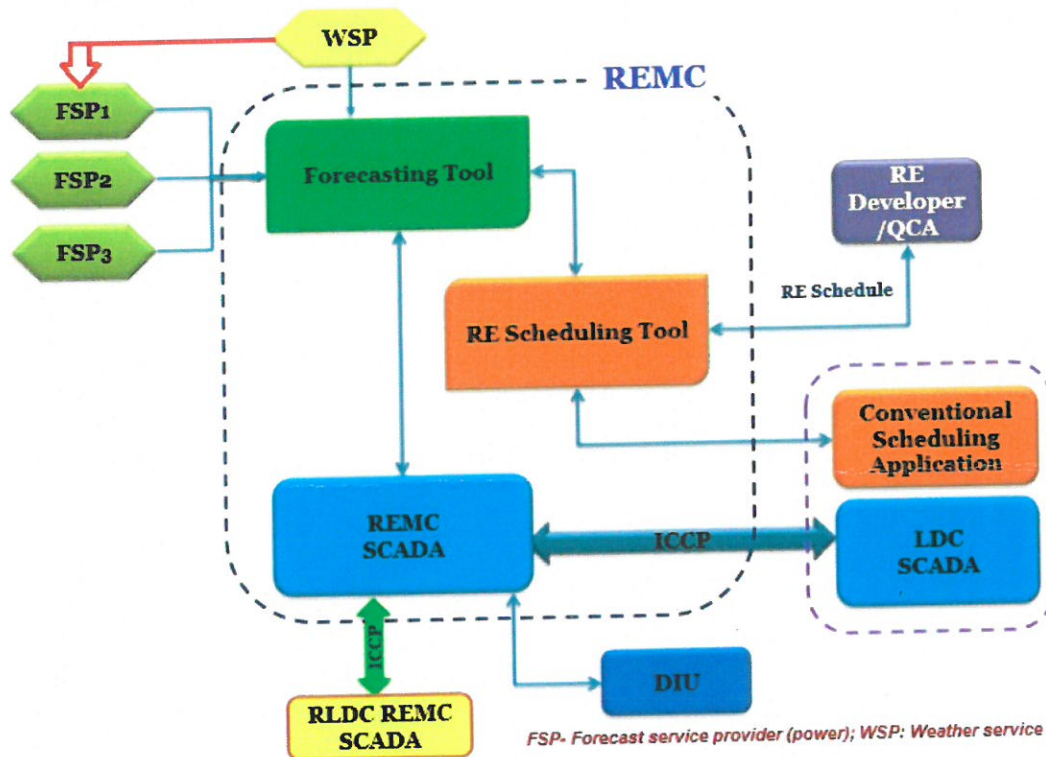 WSP
REMC
FSP1
FSP2
FSP3
Forecasting Tool
RE
Developer
/QCA
RE Schedule
RE Scheduling Tool
Conventional
Scheduling
Application
REMC
SCADA
ICCP
LDC
SCADA
ICCP
DIU
RLDC REMC
SCADA
FSP- Forecast service provider (power); WSP: Weather service